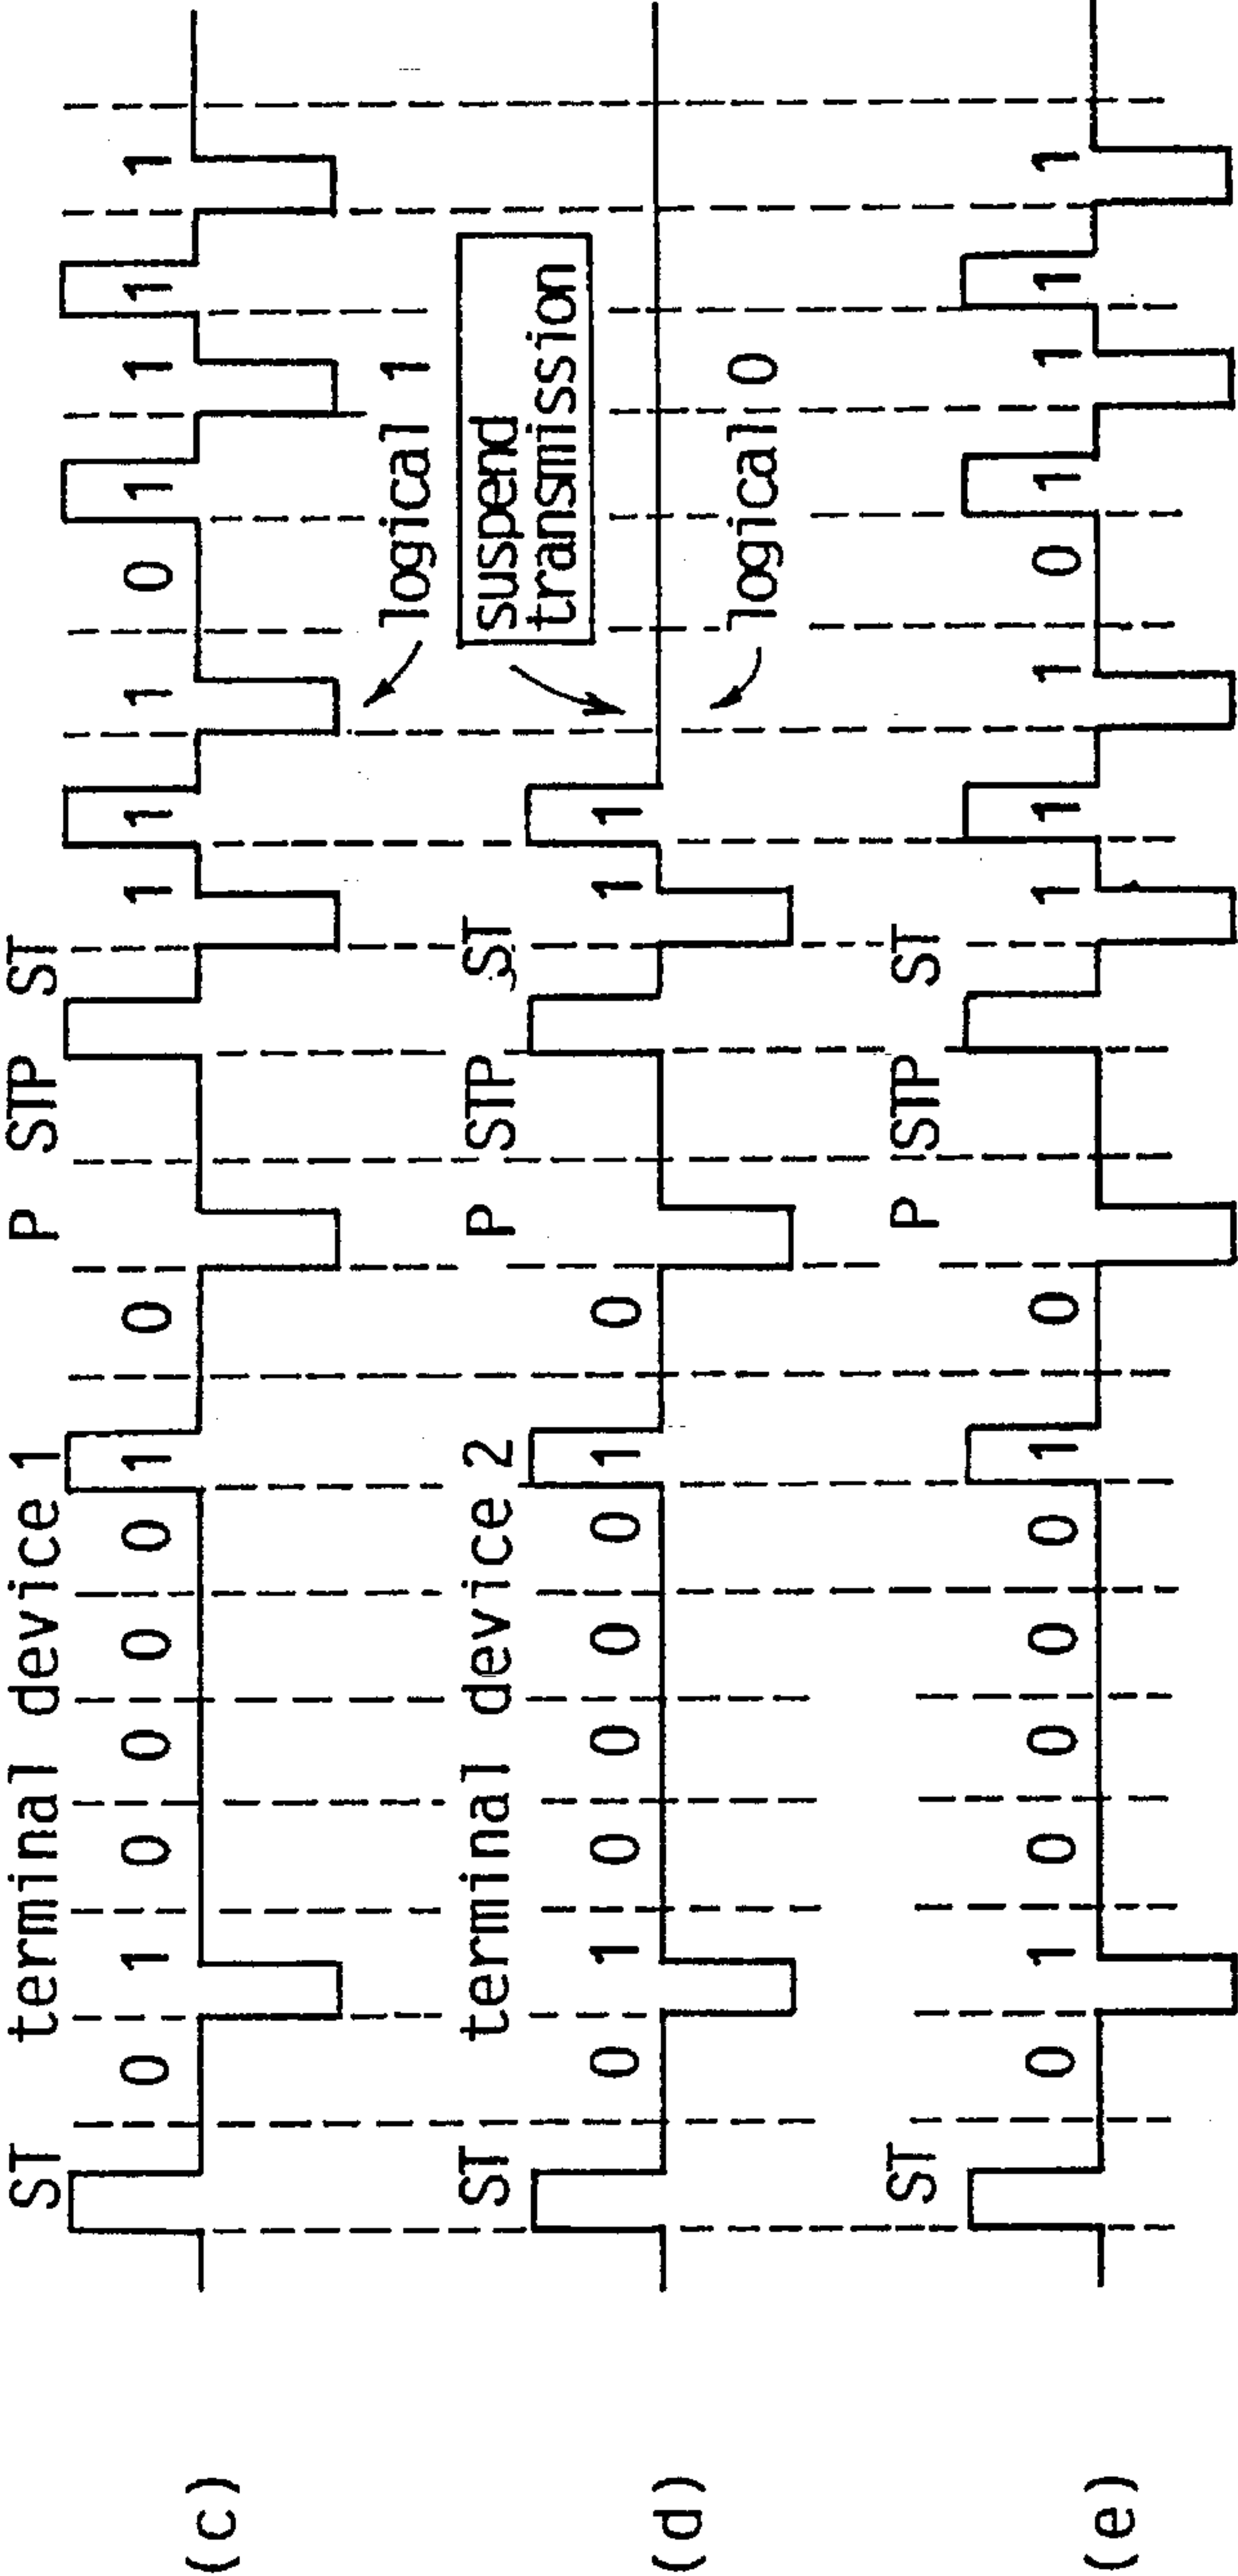 ST terminal device 1 P STP ST
(c) 0 1 0 0 0 0 1 0 1 1 1 0 1 1 1 1
logical 1
suspend
transmission
ST terminal device 2 P STP ST
(d) 0 1 0 0 0 0 1 0 1 1
logical 0
ST P STP ST
(e) 0 1 0 0 0 0 1 0 1 1 1 0 1 1 1 1